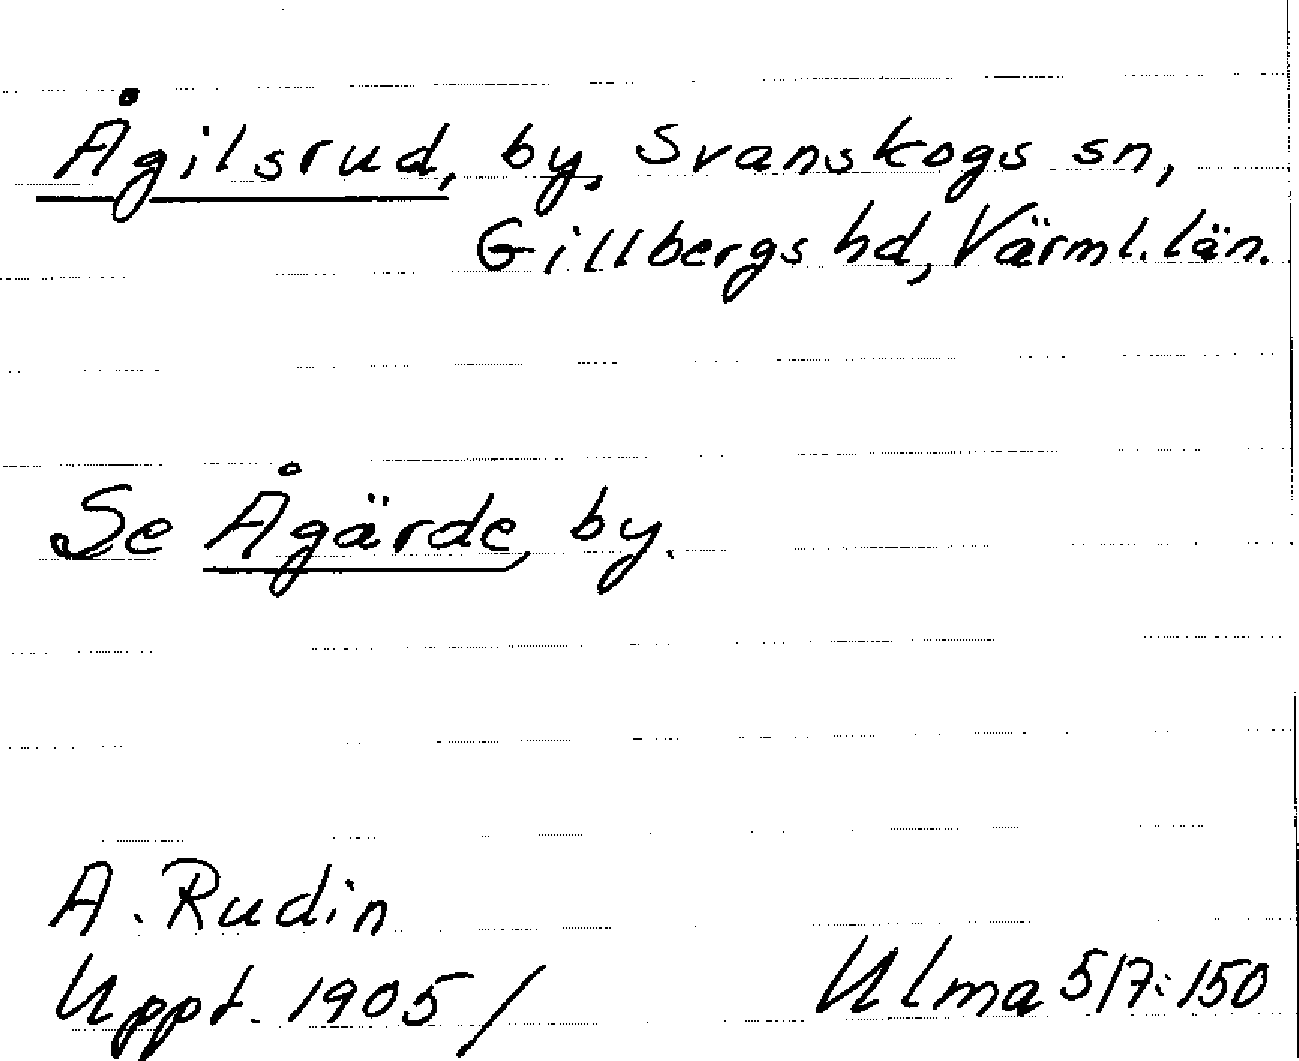 Ågilsrud, by, Svanskogs sn,
Gillbergs hd, Värml. län.
Se Ågärde, by.
A. Rudin
Uppt. 1905 /
Ulma 517:150